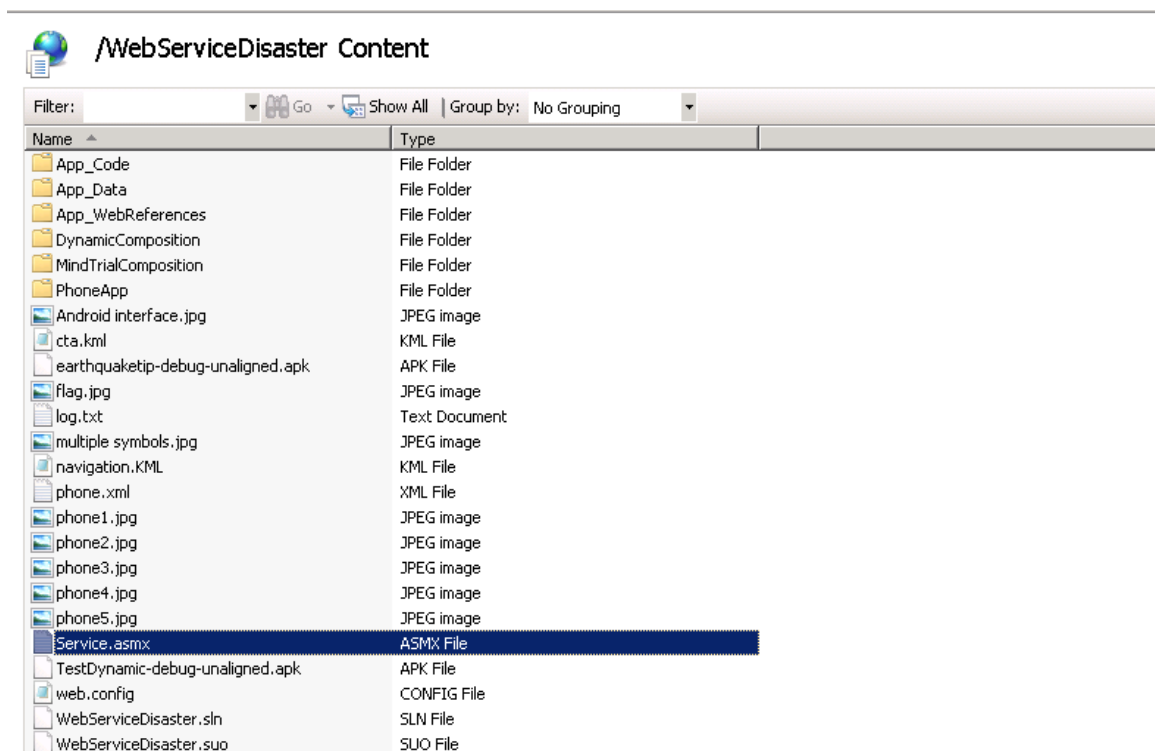 /WebServiceDisaster Content
Filter: Go Show All Group by: No Grouping
Name Type
App_Code File Folder
App_Data File Folder
App_WebReferences File Folder
DynamicComposition File Folder
MindTrialComposition File Folder
PhoneApp File Folder
Android interface.jpg JPEG image
cta.kml KML File
earthquaketip-debug-unaligned.apk APK File
flag.jpg JPEG image
log.txt Text Document
multiple symbols.jpg JPEG image
navigation.KML KML File
phone.xml XML File
phone1.jpg JPEG image
phone2.jpg JPEG image
phone3.jpg JPEG image
phone4.jpg JPEG image
phone5.jpg JPEG image
Service.asmx ASMX File
TestDynamic-debug-unaligned.apk APK File
web.config CONFIG File
WebServiceDisaster.sln SLN File
WebServiceDisaster.suo SUO File